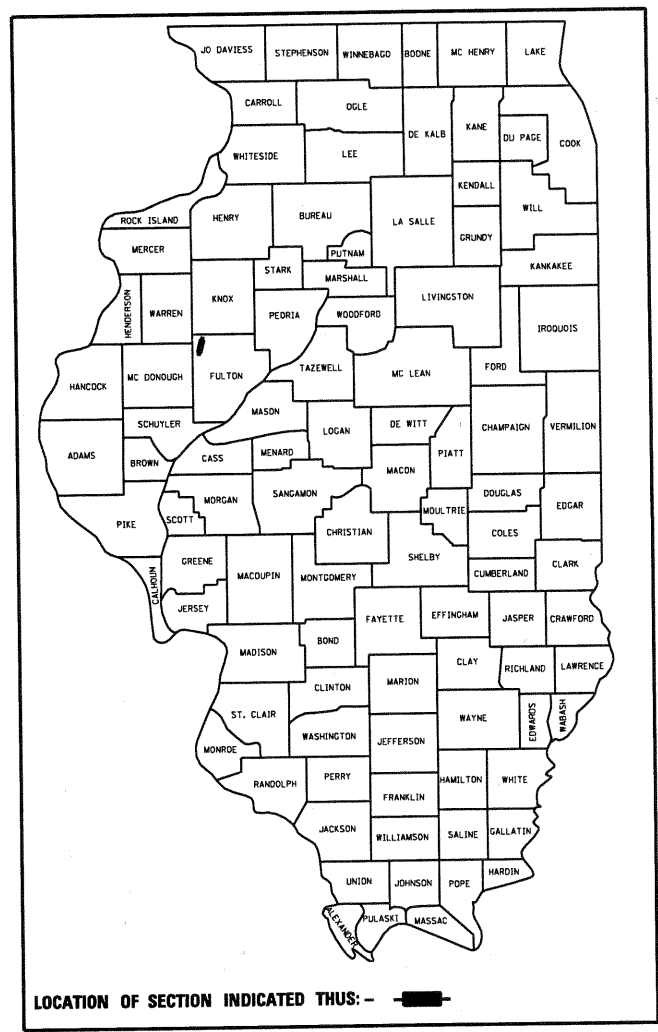 JO DAVIESS STEPHENSON WINNEBAGO BOONE MC HENRY LAKE
CARROLL OGLE DE KALB KANE DU PAGE COOK
WHITESIDE LEE
KENDALL
ROCK ISLAND HENRY BUREAU LA SALLE GRUNDY WILL
MERCER PUTNAM
STARK MARSHALL KANKAKEE
HENDERSON WARREN KNOX PEORIA WOODFORD LIVINGSTON
IROQUOIS
HANCOCK MC DONOUGH FULTON TAZEWELL MC LEAN FORD
MASON
SCHUYLER LOGAN DE WITT CHAMPAIGN VERMILION
ADAMS BROWN CASS MENARD MACON PIATT
PIKE SCOTT MORGAN SANGAMON MOULTRIE DOUGLAS EDGAR
CHRISTIAN COLES
CALHOUN GREENE MACOUPIN MONTGOMERY SHELBY CUMBERLAND CLARK
JERSEY FAYETTE EFFINGHAM JASPER CRAWFORD
MADISON BOND
CLAY RICHLAND LAWRENCE
CLINTON MARION
ST. CLAIR WAYNE EDWARDS WABASH
MONROE WASHINGTON JEFFERSON
RANDOLPH PERRY HAMILTON WHITE
FRANKLIN
JACKSON WILLIAMSON SALINE GALLATIN
UNION JOHNSON POPE HARDIN
ALEXANDER PULASKI MASSAC
LOCATION OF SECTION INDICATED THUS: -